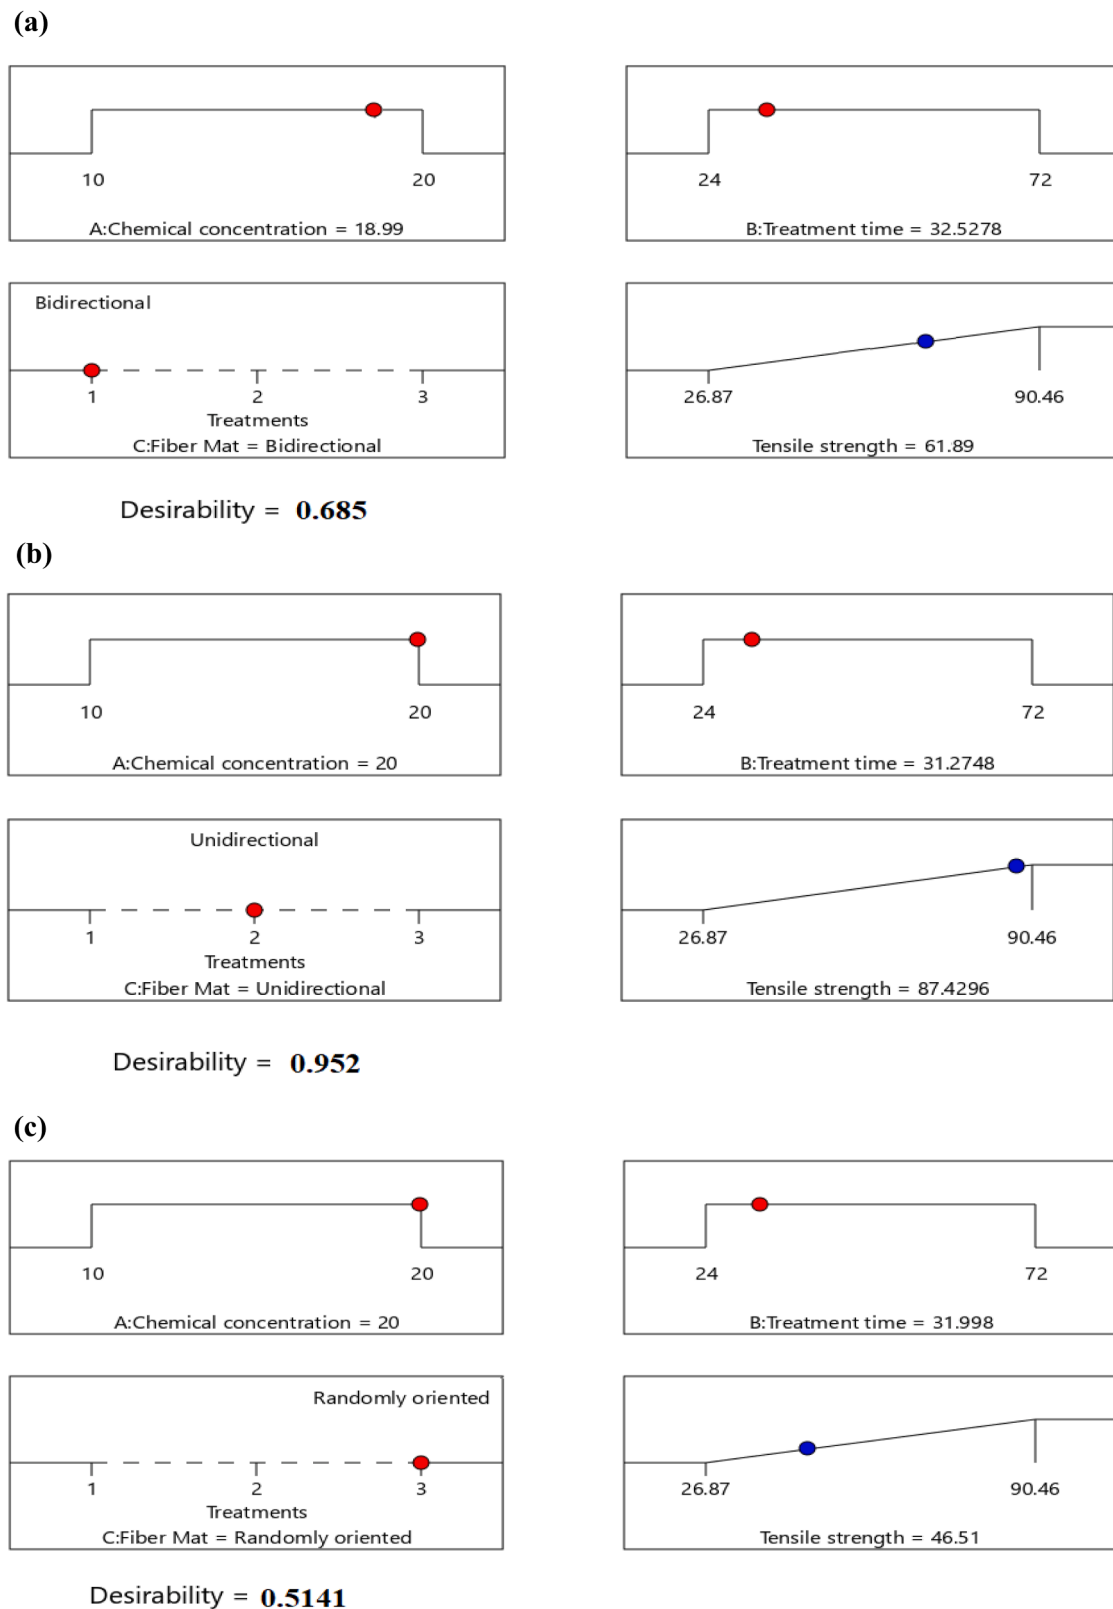 (a)
10 20
A:Chemical concentration = 18.99
24 72
B:Treatment time = 32.5278
Bidirectional
1 2 3
Treatments
C:Fiber Mat = Bidirectional
26.87 90.46
Tensile strength = 61.89
Desirability = 0.685
(b)
10 20
A:Chemical concentration = 20
24 72
B:Treatment time = 31.2748
Unidirectional
1 2 3
Treatments
C:Fiber Mat = Unidirectional
26.87 90.46
Tensile strength = 87.4296
Desirability = 0.952
(c)
10 20
A:Chemical concentration = 20
24 72
B:Treatment time = 31.998
Randomly oriented
1 2 3
Treatments
C:Fiber Mat = Randomly oriented
26.87 90.46
Tensile strength = 46.51
Desirability = 0.5141